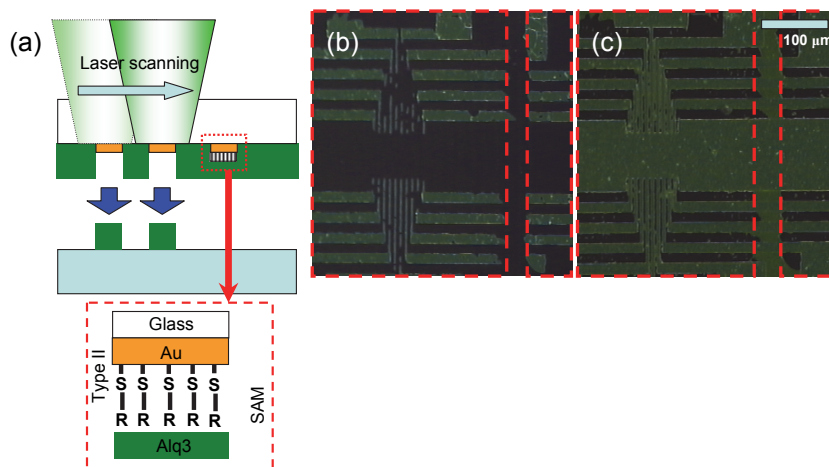 (a)
Laser scanning
Glass
Au
Type II
S S S S S
R R R R R
SAM
Alq3
(b)
(c)
100 μm